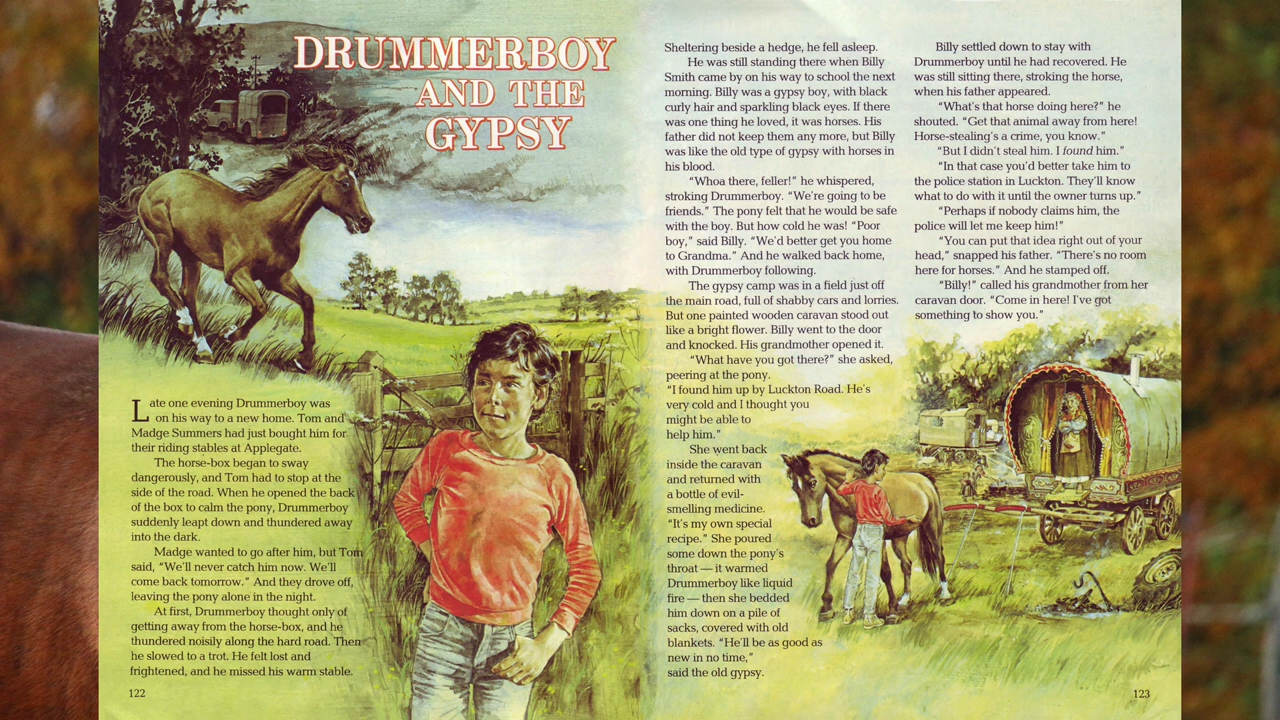 DRUMMERBOY
AND THE
GYPSY
Late one evening Drummerboy was
on his way to a new home. Tom and
Madge Summers had just bought him for
their riding stables at Applegate.
The horse-box began to sway
dangerously, and Tom had to stop at the
side of the road. When he opened the back
of the box to calm the pony, Drummerboy
suddenly leapt down and thundered away
into the dark.
Madge wanted to go after him, but Tom
said, “We'll never catch him now. We'll
come back tomorrow.” And they drove off,
leaving the pony alone in the night.
At first, Drummerboy thought only of
getting away from the horse-box, and he
thundered noisily along the hard road. Then
he slowed to a trot. He felt lost and
frightened, and he missed his warm stable.
122
Sheltering beside a hedge, he fell asleep.
He was still standing there when Billy
Smith came by on his way to school the next
morning. Billy was a gypsy boy, with black
curly hair and sparkling black eyes. If there
was one thing he loved, it was horses. His
father did not keep them any more, but Billy
was like the old type of gypsy with horses in
his blood.
“Whoa there, feller!” he whispered,
stroking Drummerboy. “We're going to be
friends.” The pony felt that he would be safe
with the boy. But how cold he was! “Poor
boy,” said Billy. “We'd better get you home
to Grandma.” And he walked back home,
with Drummerboy following.
The gypsy camp was in a field just off
the main road, full of shabby cars and lorries.
But one painted wooden caravan stood out
like a bright flower. Billy went to the door
and knocked. His grandmother opened it.
“What have you got there?” she asked,
peering at the pony.
“I found him up by Luckton Road. He's
very cold and I thought you
might be able to
help him.”
She went back
inside the caravan
and returned with
a bottle of evil-
smelling medicine.
“It's my own special
recipe.” She poured
some down the pony's
throat — it warmed
Drummerboy like liquid
fire — then she bedded
him down on a pile of
sacks, covered with old
blankets. “He'll be as good as
new in no time,”
said the old gypsy.
Billy settled down to stay with
Drummerboy until he had recovered. He
was still sitting there, stroking the horse,
when his father appeared.
“What's that horse doing here?” he
shouted. “Get that animal away from here!
Horse-stealing's a crime, you know.”
“But I didn't steal him. I found him.”
“In that case you'd better take him to
the police station in Luckton. They'll know
what to do with it until the owner turns up.”
“Perhaps if nobody claims him, the
police will let me keep him!”
“You can put that idea right out of your
head,” snapped his father. “There's no room
here for horses.” And he stamped off.
“Billy!” called his grandmother from her
caravan door. “Come in here! I've got
something to show you.”
123